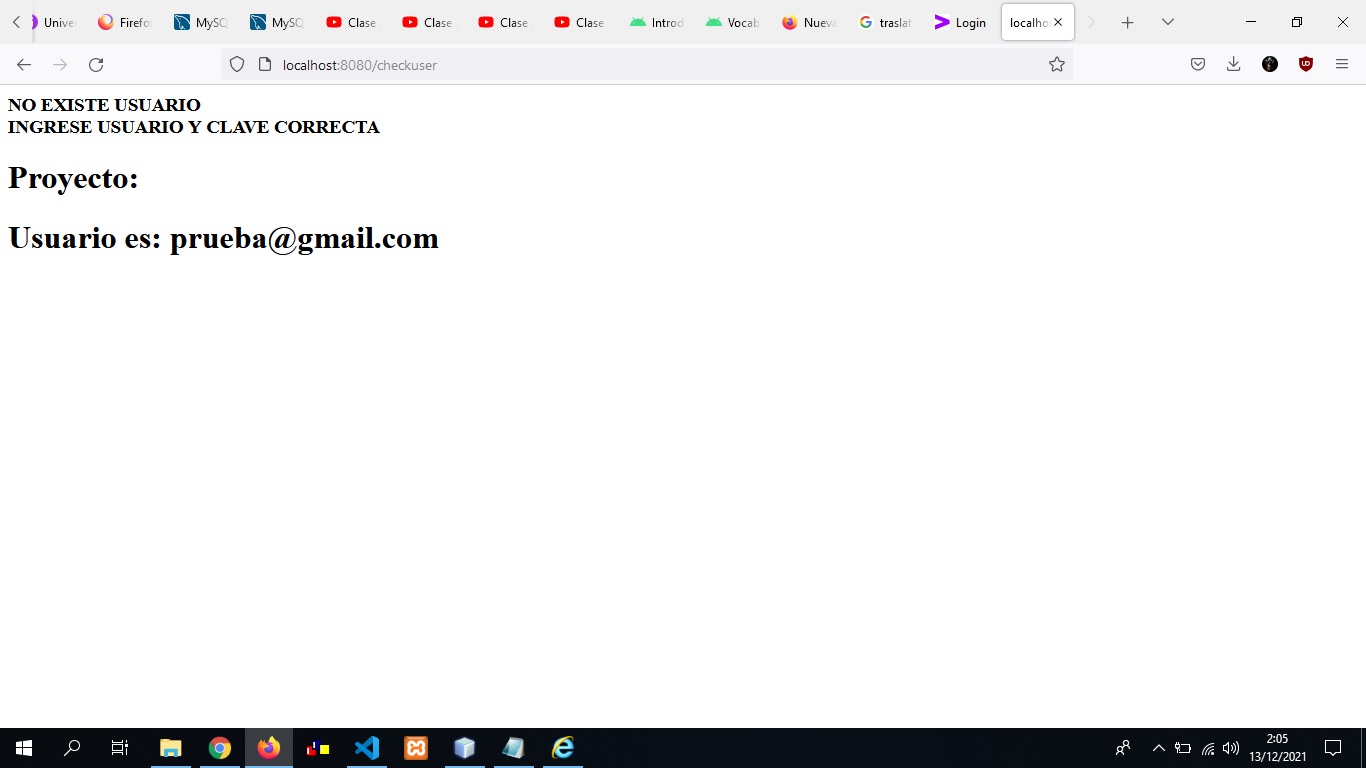 Univer
Firefo
MySQ
MySQ
Clase
Clase
Clase
Clase
Introd
Vocab
Nueva
traslat
Login
localho
localhost:8080/checkuser
NO EXISTE USUARIO
INGRESE USUARIO Y CLAVE CORRECTA
Proyecto:
Usuario es: prueba@gmail.com
2:05
13/12/2021